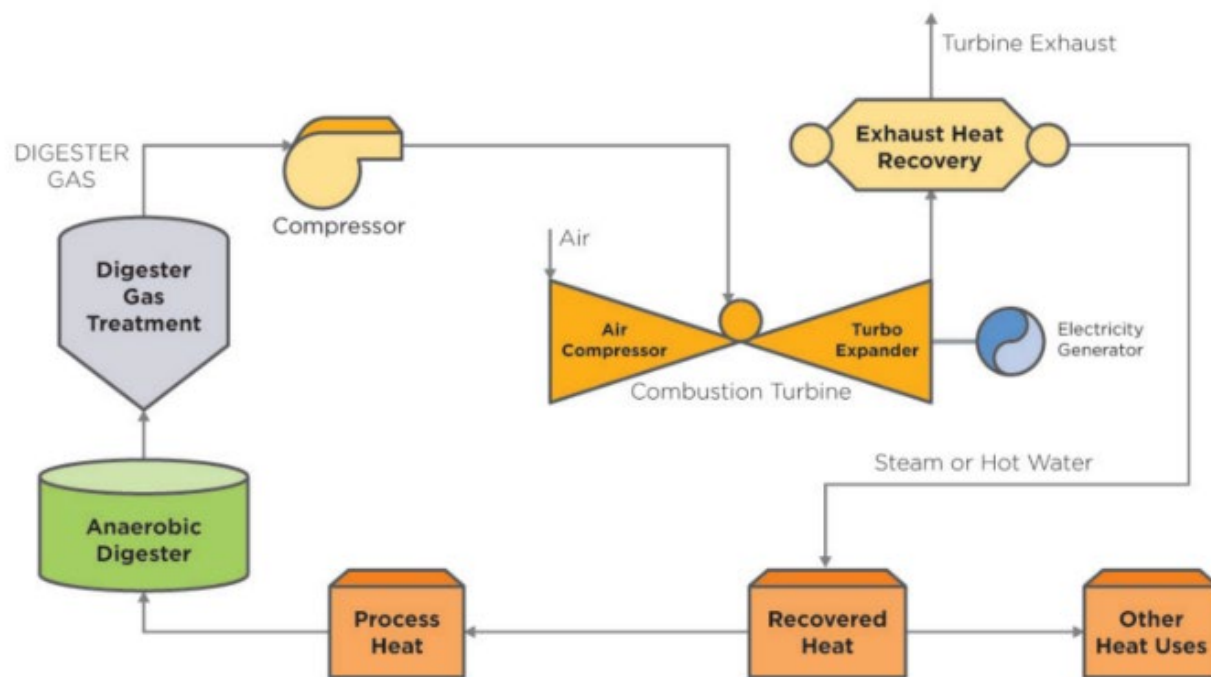 Turbine Exhaust
Exhaust Heat
Recovery
DIGESTER
GAS
Compressor
Air
Digester
Gas
Treatment
Air
Compressor
Turbo
Expander
Electricity
Generator
Combustion Turbine
Steam or Hot Water
Anaerobic
Digester
Process
Heat
Recovered
Heat
Other
Heat Uses